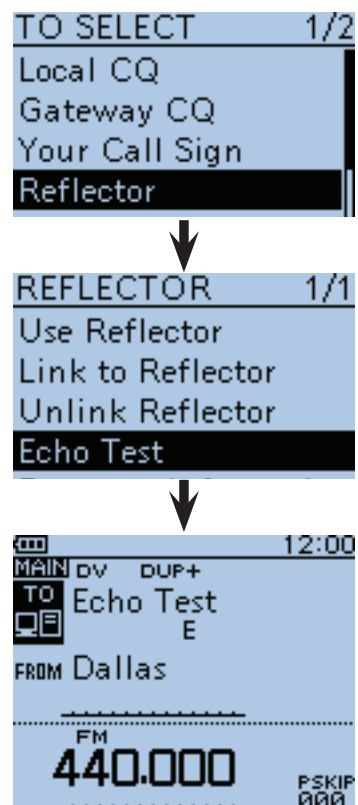 TO SELECT 1/2
Local CQ
Gateway CQ
Your Call Sign
Reflector
REFLECTOR 1/1
Use Reflector
Link to Reflector
Unlink Reflector
Echo Test
12:00
MAIN DV DUP+
TO Echo Test
E
FROM Dallas
FM
440.000 PSKIP
000